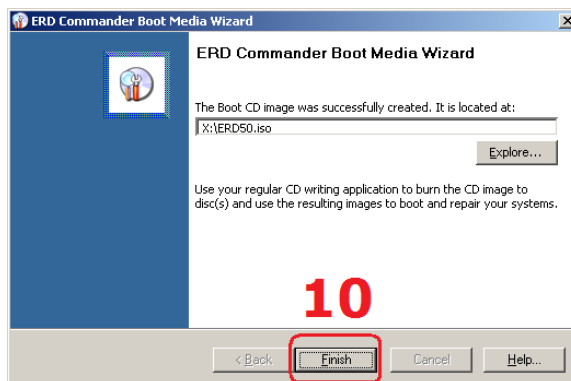 ERD Commander Boot Media Wizard
ERD Commander Boot Media Wizard
The Boot CD image was successfully created. It is located at:
X:\ERD50.iso
Explore...
Use your regular CD writing application to burn the CD image to
disc(s) and use the resulting images to boot and repair your systems.
10
< Back
Finish
Cancel
Help...